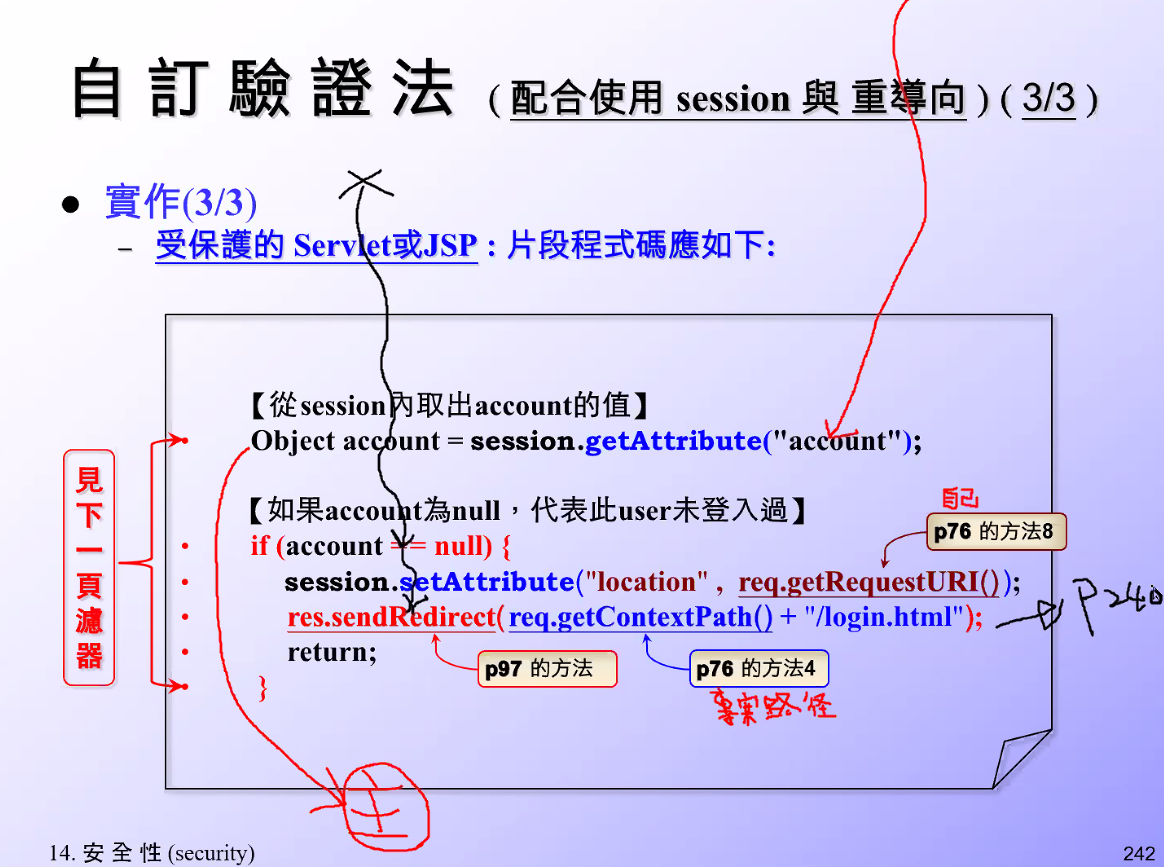 自訂驗證法 (配合使用 session 與 重導向) (3/3)
● 實作(3/3)
– 受保護的 Servlet或JSP : 片段程式碼應如下:
【從session內取出account的值】
• Object account = session.getAttribute("account");
見下一頁濾器
【如果account為null,代表此user未登入過】
自己
p76 的方法8
• if (account == null) {
• session.setAttribute("location" , req.getRequestURI());
• res.sendRedirect(req.getContextPath() + "/login.html");
P240
• return;
p97 的方法
p76 的方法4
• }
專案路徑
主
14. 安全性 (security)
242